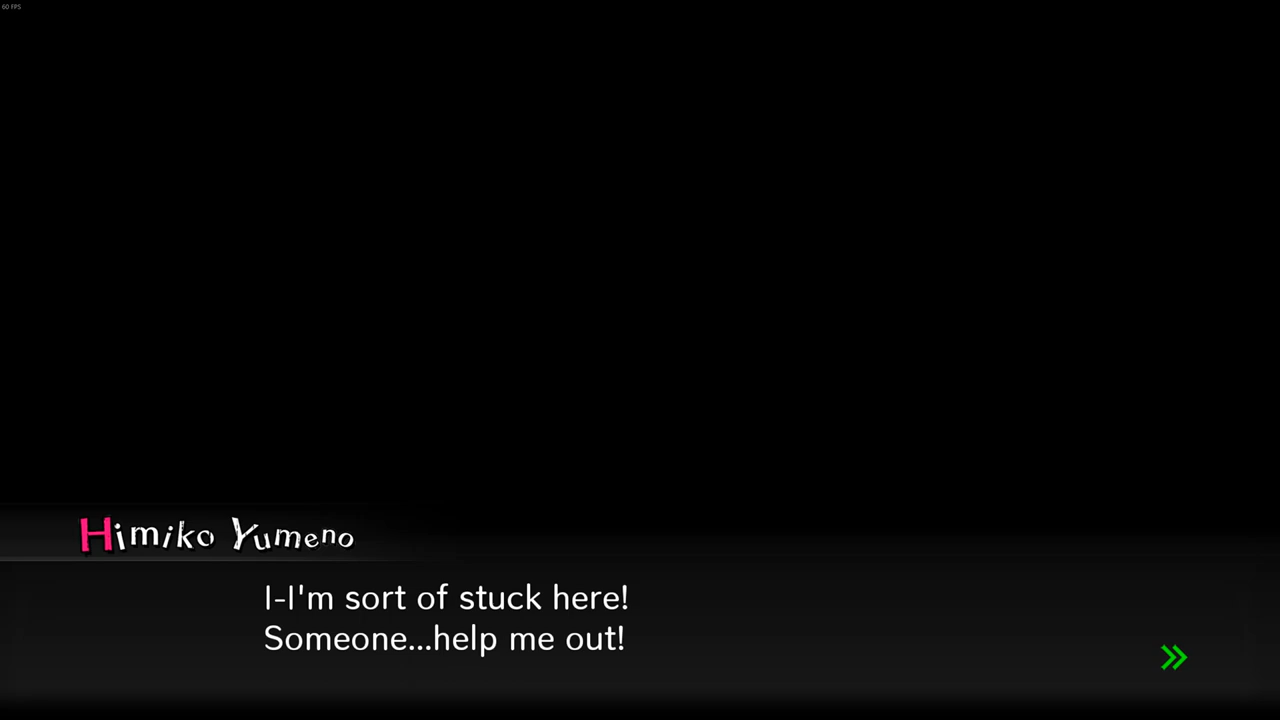 60 FPS
Himiko Yumeno
I-I'm sort of stuck here!
Someone...help me out!